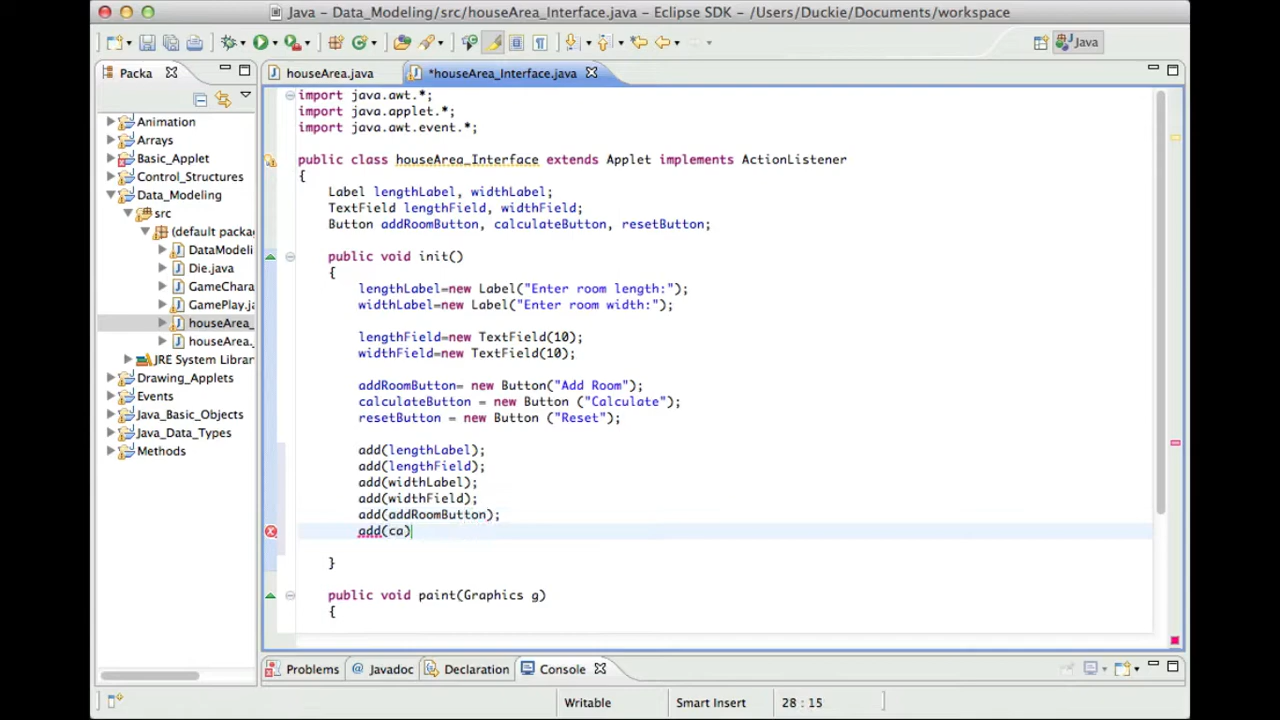 Java – Data_Modeling/src/houseArea_Interface.java – Eclipse SDK – /Users/Duckie/Documents/workspace
Java
Packa
houseArea.java
*houseArea_Interface.java
Animation
Arrays
Basic_Applet
Control_Structures
Data_Modeling
src
(default packa
DataModeli
Die.java
GameChara
GamePlay.ja
houseArea_
houseArea.
JRE System Librar
Drawing_Applets
Events
Java_Basic_Objects
Java_Data_Types
Methods
import java.awt.*;
import java.applet.*;
import java.awt.event.*;
public class houseArea_Interface extends Applet implements ActionListener
{
Label lengthLabel, widthLabel;
TextField lengthField, widthField;
Button addRoomButton, calculateButton, resetButton;
public void init()
{
lengthLabel=new Label("Enter room length:");
widthLabel=new Label("Enter room width:");
lengthField=new TextField(10);
widthField=new TextField(10);
addRoomButton= new Button("Add Room");
calculateButton = new Button ("Calculate");
resetButton = new Button ("Reset");
add(lengthLabel);
add(lengthField);
add(widthLabel);
add(widthField);
add(addRoomButton);
add(ca)
}
public void paint(Graphics g)
{
Problems
@ Javadoc
Declaration
Console
Writable
Smart Insert
28 : 15